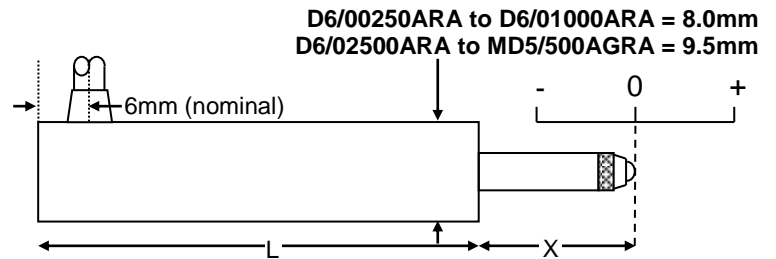 D6/00250ARA to D6/01000ARA = 8.0mm
D6/02500ARA to MD5/500AGRA = 9.5mm
- 0 +
6mm (nominal)
L X